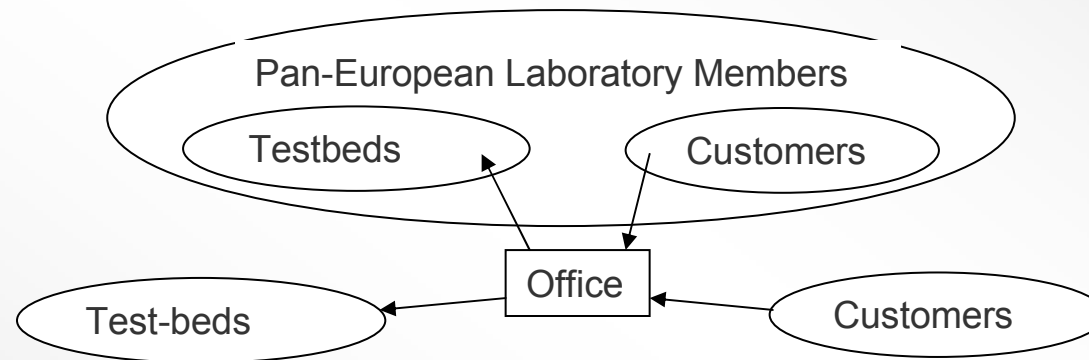 Pan-European Laboratory Members
Testbeds
Customers
Office
Test-beds
Customers